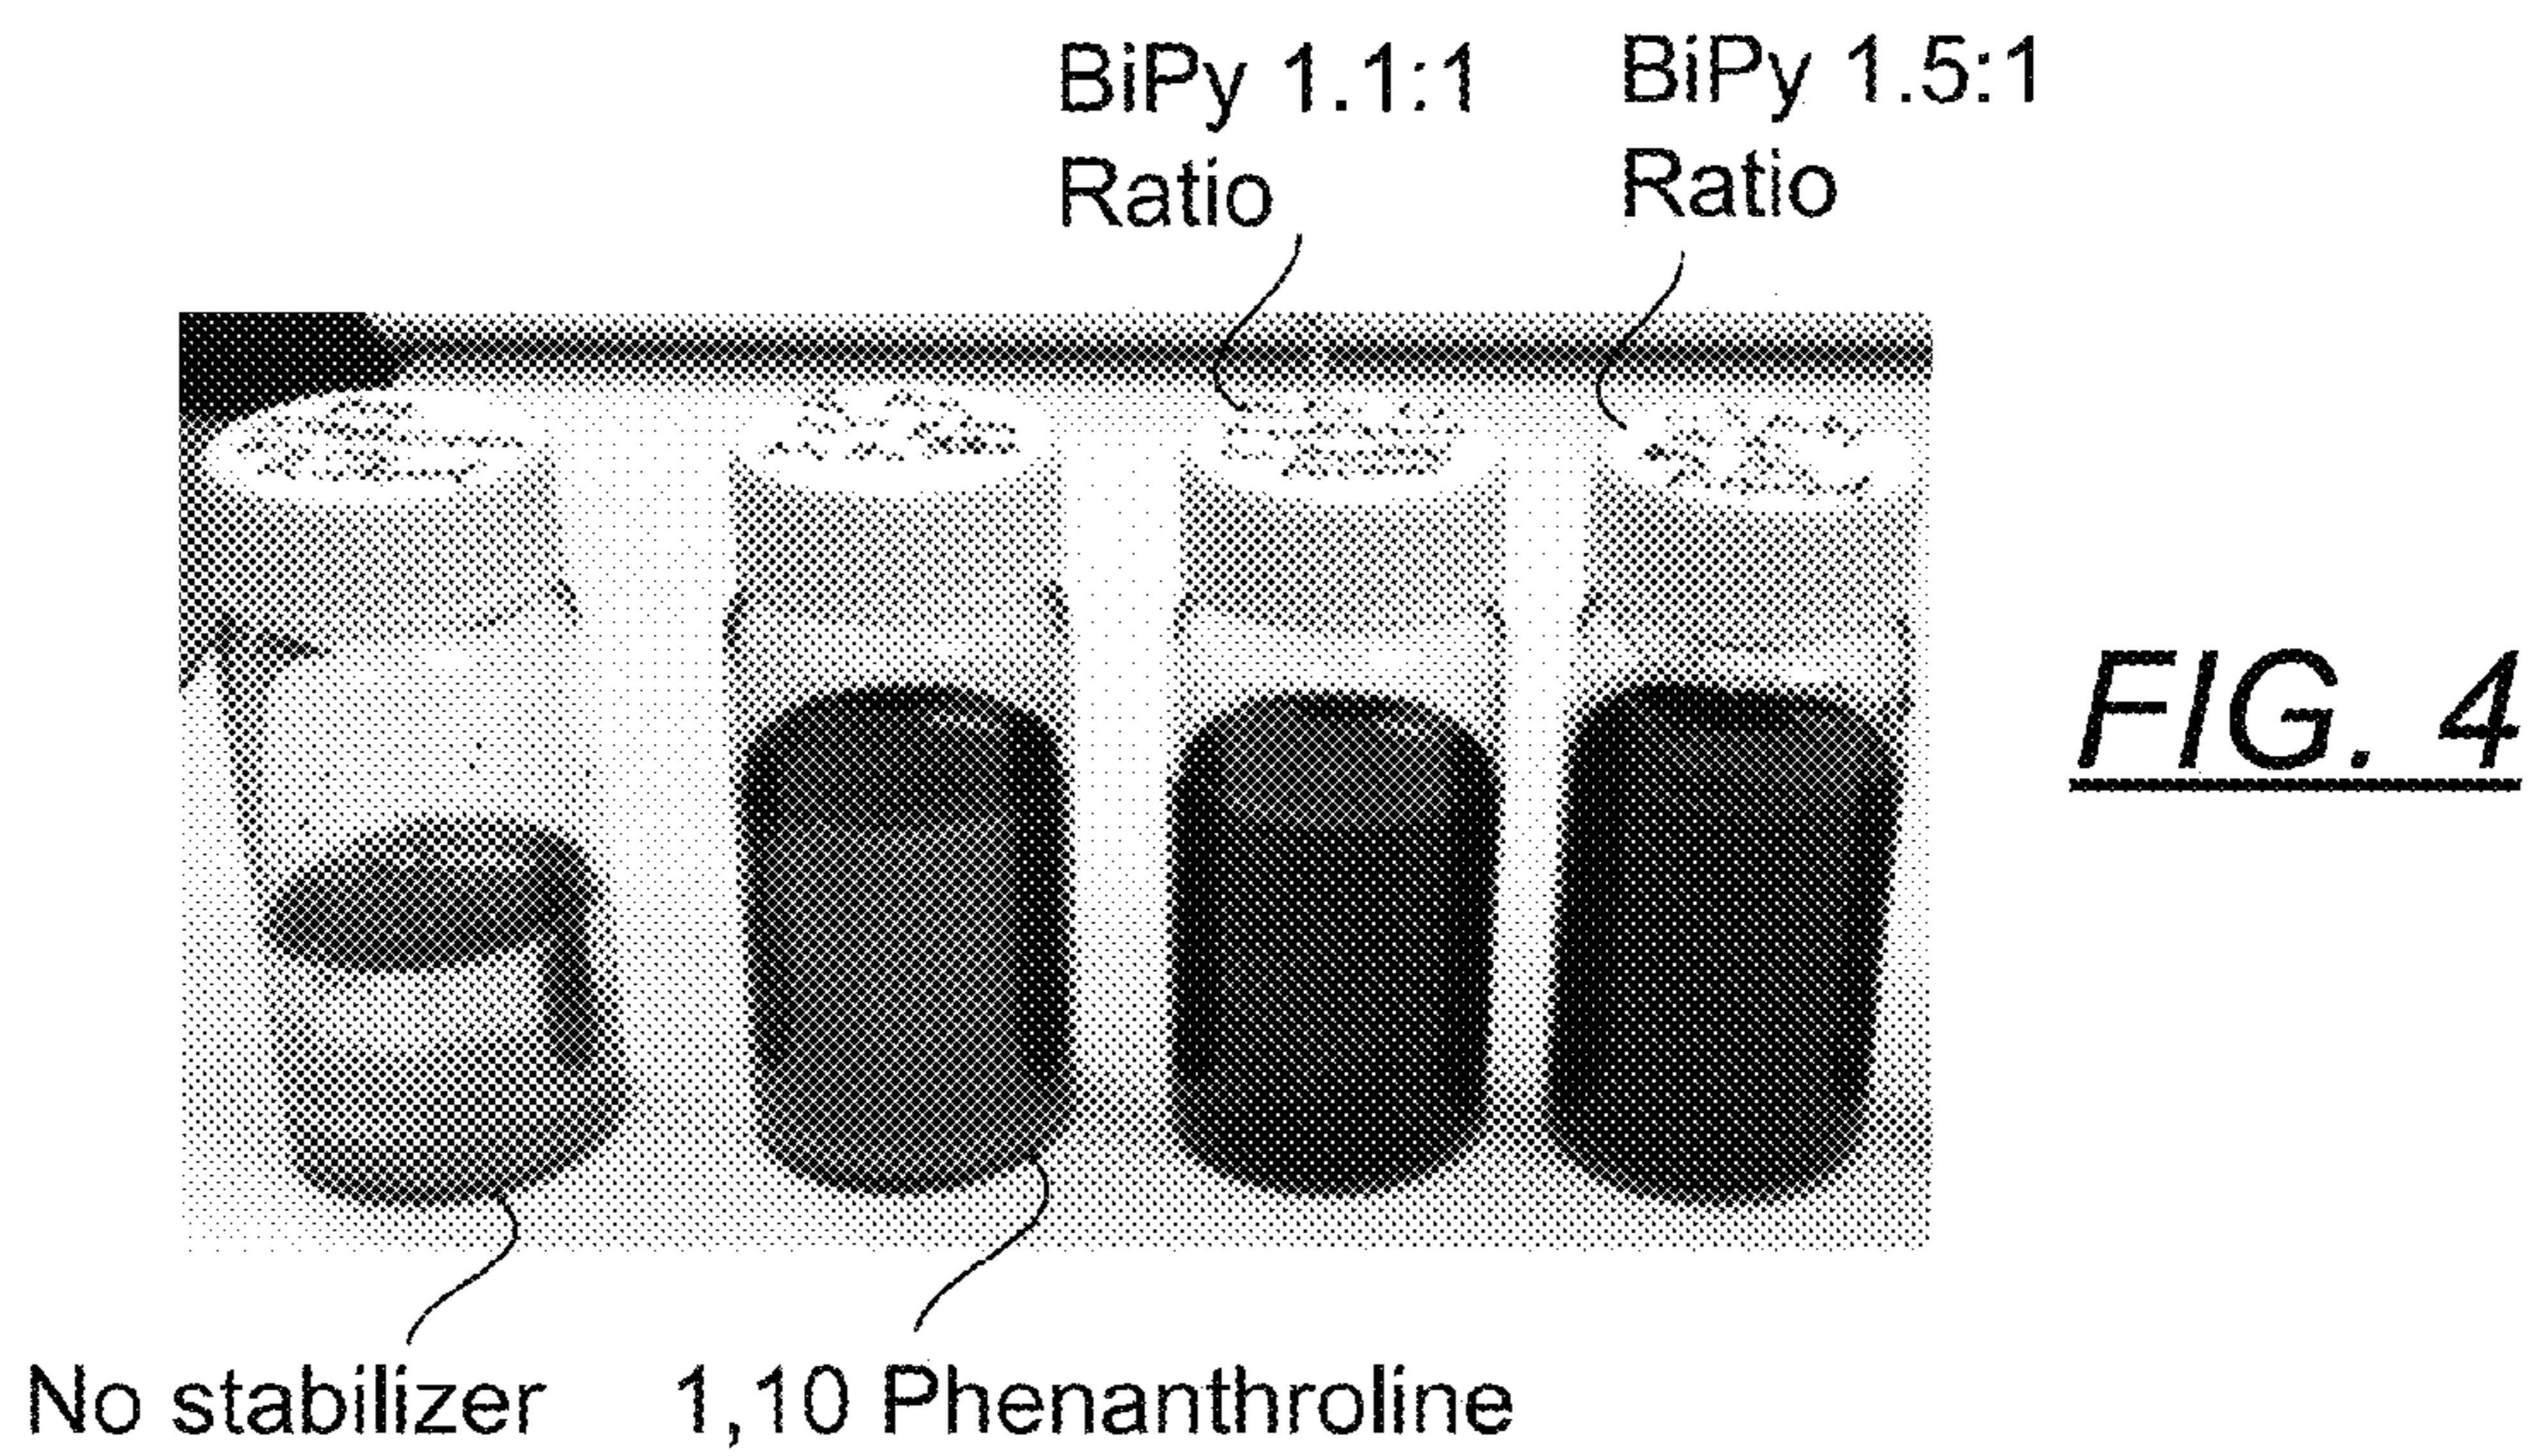 BiPy 1.1:1
Ratio
BiPy 1.5:1
Ratio
FIG. 4
No stabilizer
1,10 Phenanthroline